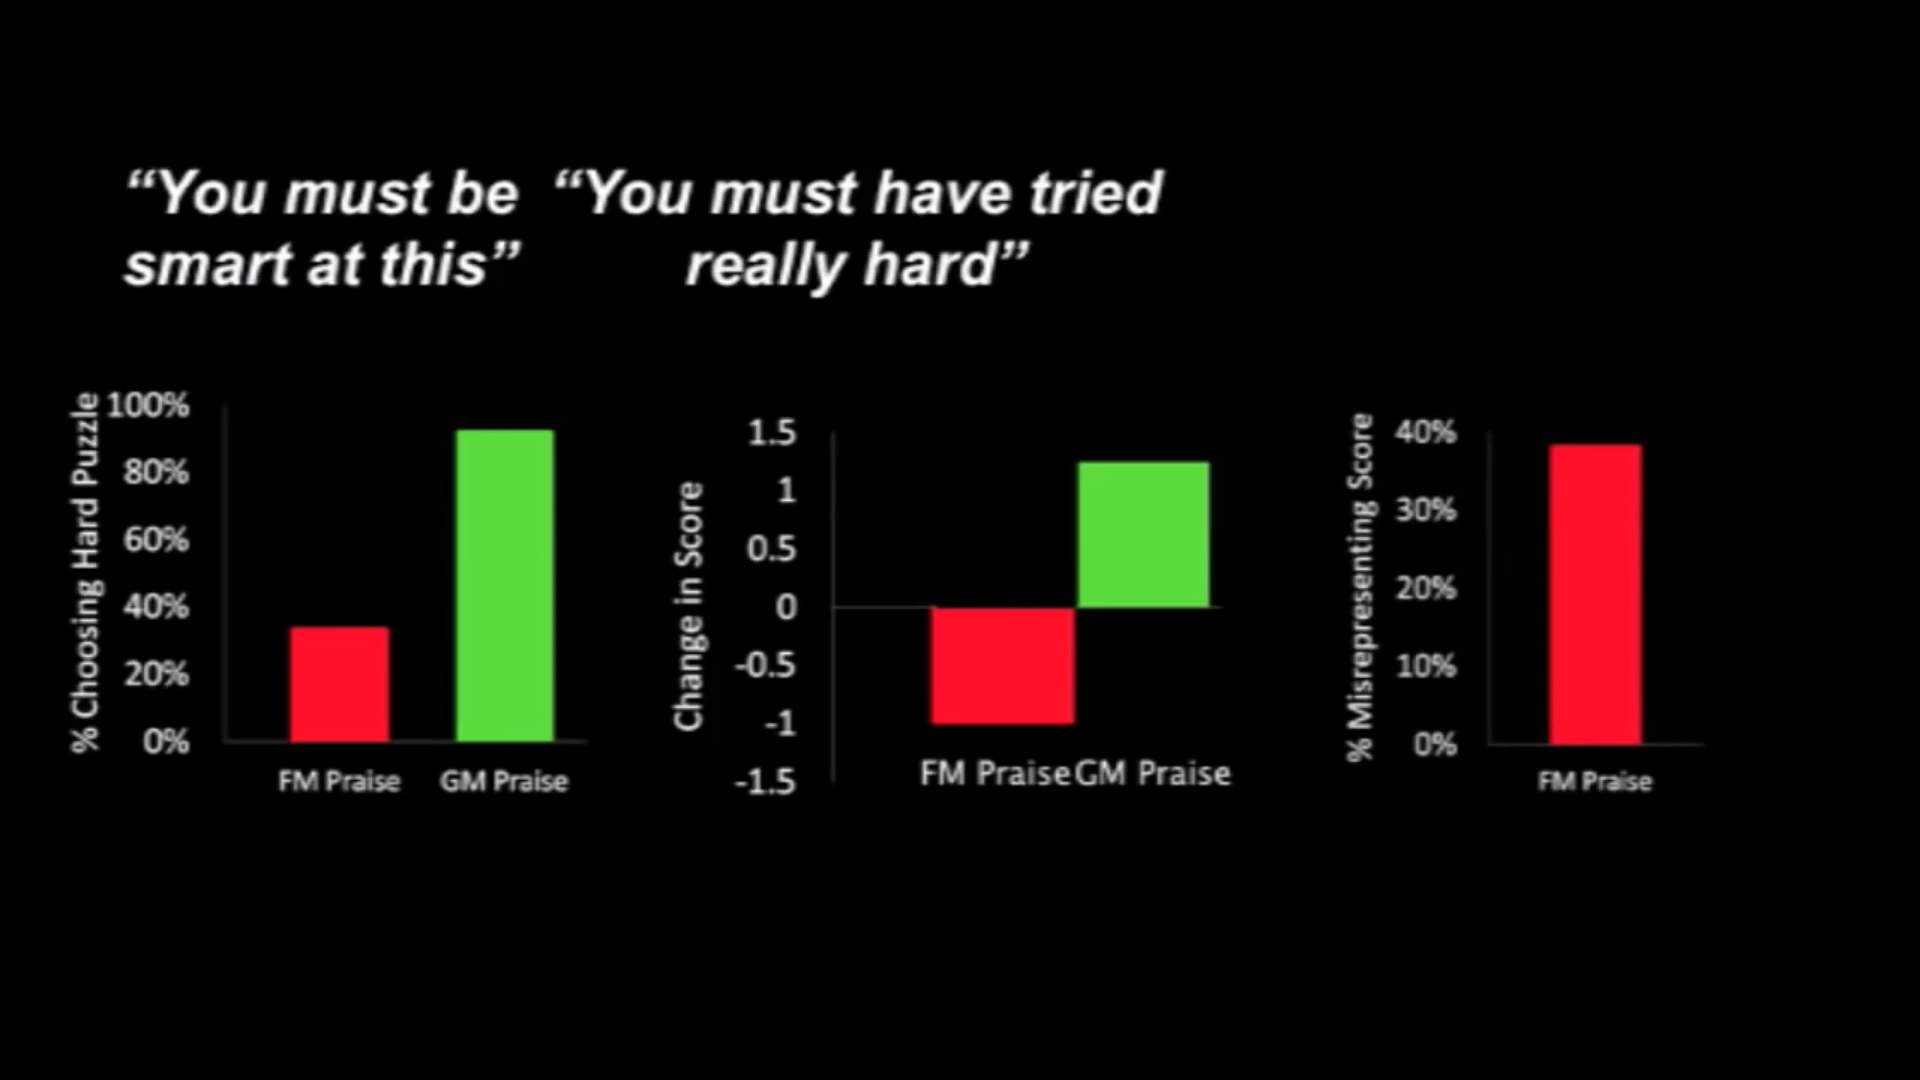 “You must be
smart at this”
“You must have tried
really hard”
% Choosing Hard Puzzle
100%
80%
60%
40%
20%
0%
FM Praise
GM Praise
Change in Score
1.5
1
0.5
0
-0.5
-1
-1.5
FM Praise
GM Praise
% Misrepresenting Score
40%
30%
20%
10%
0%
FM Praise